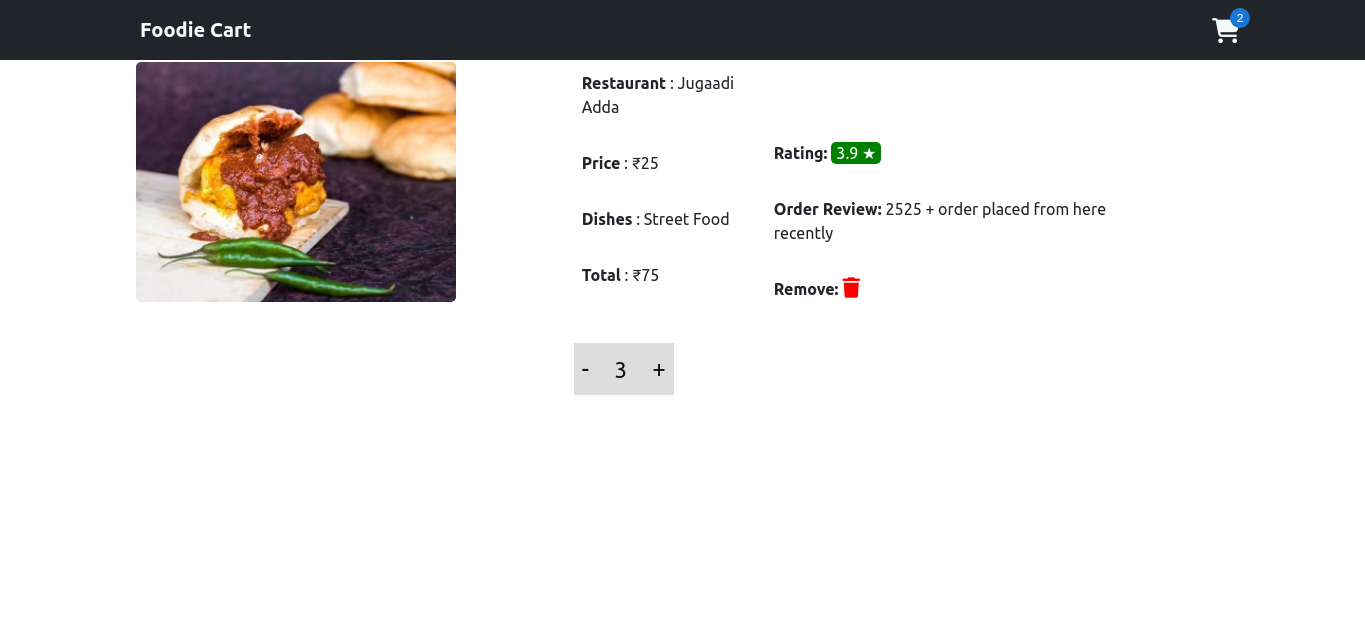 Foodie Cart
2
Restaurant : Jugaadi
Adda
Price : ₹25
Dishes : Street Food
Total : ₹75
Rating: 3.9 ★
Order Review: 2525 + order placed from here
recently
Remove:
- 3 +